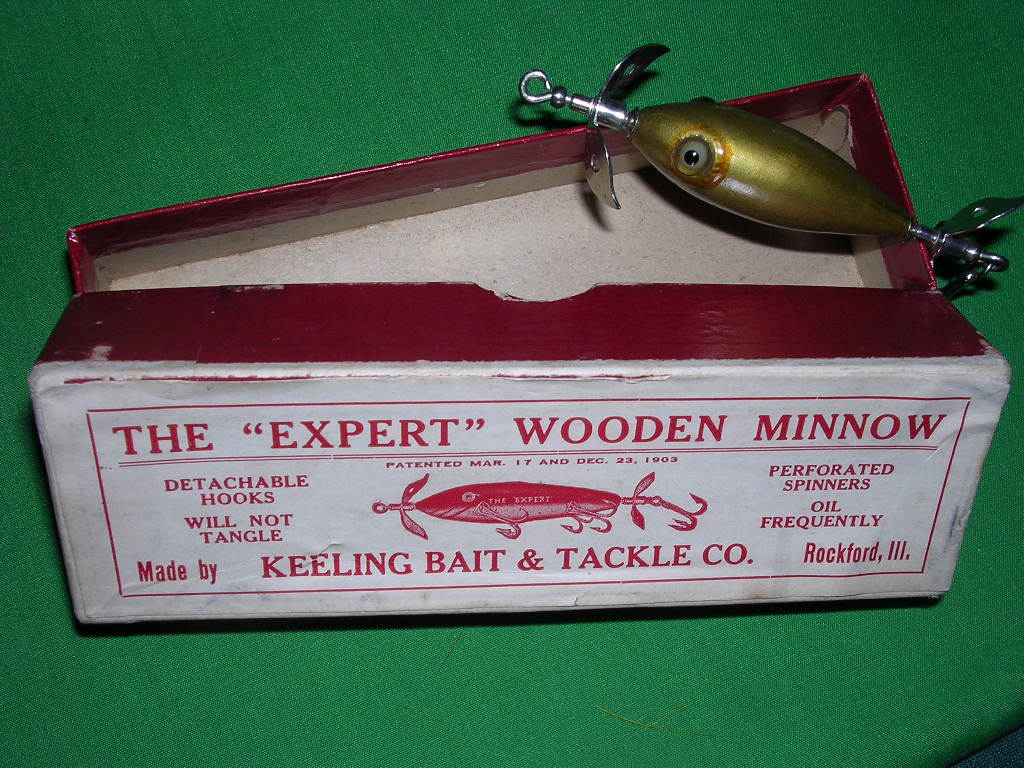 THE "EXPERT" WOODEN MINNOW
PATENTED MAR. 17 AND DEC. 23, 1903
DETACHABLE
HOOKS
WILL NOT
TANGLE
THE "EXPERT"
PERFORATED
SPINNERS
OIL
FREQUENTLY
Made by KEELING BAIT & TACKLE CO. Rockford, Ill.